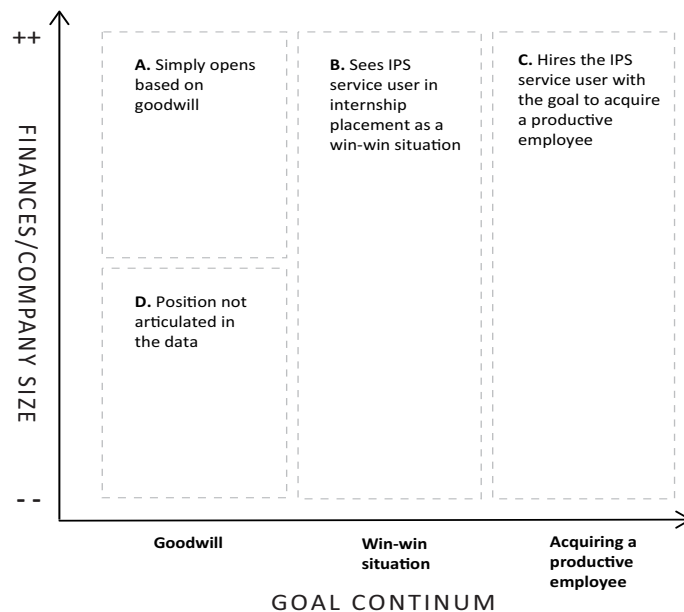 ++
FINANCES/COMPANY SIZE
- -
A. Simply opens
based on
goodwill
B. Sees IPS
service user in
internship
placement as a
win-win situation
C. Hires the IPS
service user with
the goal to acquire
a productive
employee
D. Position not
articulated in
the data
Goodwill
Win-win
situation
Acquiring a
productive
employee
GOAL CONTINUM